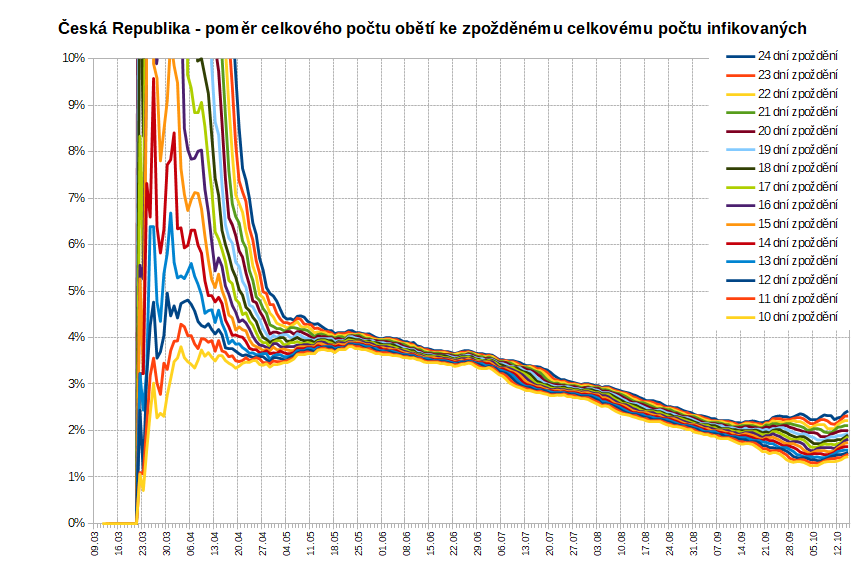 Česká Republika - poměr celkového počtu obětí ke zpožděnému celkovému počtu infikovaných
10%
9%
8%
7%
6%
5%
4%
3%
2%
1%
0%
24 dní zpoždění
23 dní zpoždění
22 dní zpoždění
21 dní zpoždění
20 dní zpoždění
19 dní zpoždění
18 dní zpoždění
17 dní zpoždění
16 dní zpoždění
15 dní zpoždění
14 dní zpoždění
13 dní zpoždění
12 dní zpoždění
11 dní zpoždění
10 dní zpoždění
09.03
16.03
23.03
30.03
06.04
13.04
20.04
27.04
04.05
11.05
18.05
25.05
01.06
08.06
15.06
22.06
29.06
06.07
13.07
20.07
27.07
03.08
10.08
17.08
24.08
31.08
07.09
14.09
21.09
28.09
05.10
12.10